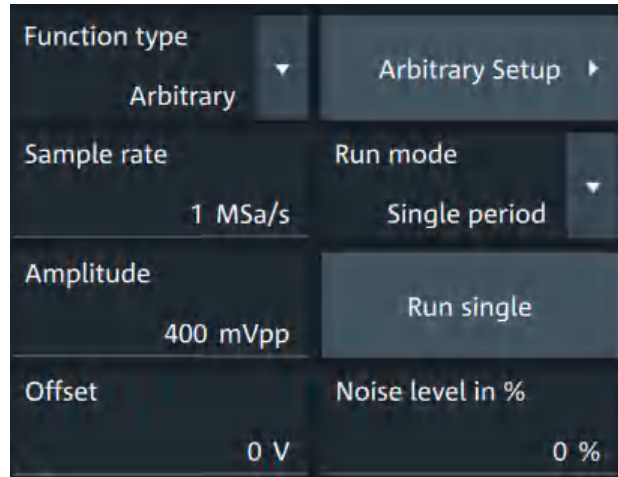 Function type
Arbitrary
Arbitrary Setup
Sample rate
1 MSa/s
Run mode
Single period
Amplitude
400 mVpp
Run single
Offset
0 V
Noise level in %
0 %